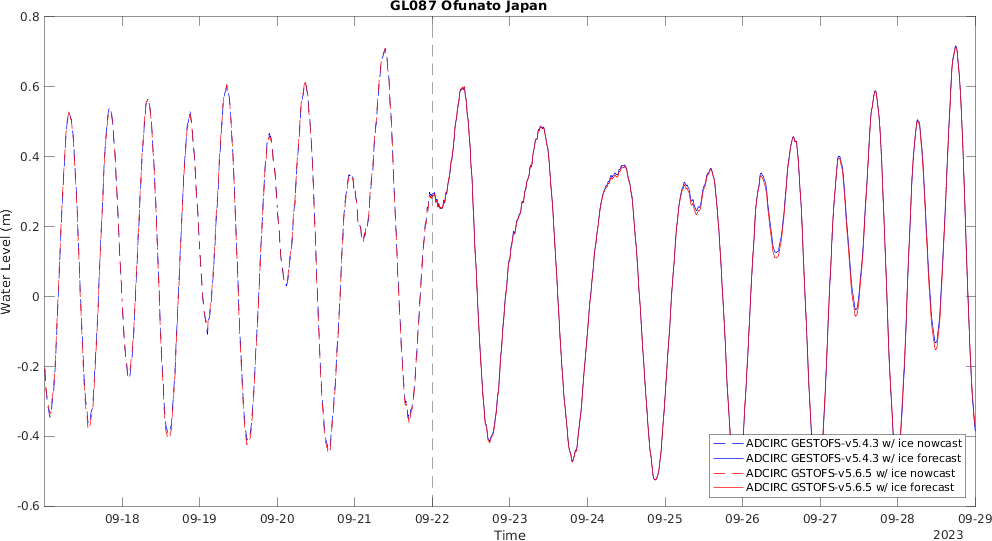 GL087 Ofunato Japan
0.8
0.6
0.4
0.2
0
-0.2
-0.4
-0.6
Water Level (m)
ADCIRC GESTOFS-v5.4.3 w/ ice nowcast
ADCIRC GESTOFS-v5.4.3 w/ ice forecast
ADCIRC GSTOFS-v5.6.5 w/ ice nowcast
ADCIRC GSTOFS-v5.6.5 w/ ice forecast
09-18 09-19 09-20 09-21 09-22 09-23 09-24 09-25 09-26 09-27 09-28 09-29
Time
2023